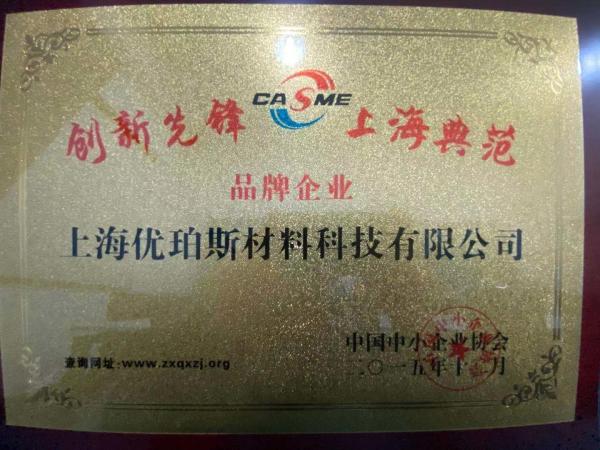 CASME
创新先锋 上海典范
品牌企业
上海优珀斯材料科技有限公司
中国中小企业协会
查询网址:www.zxqxzj.org
二〇一五年十二月